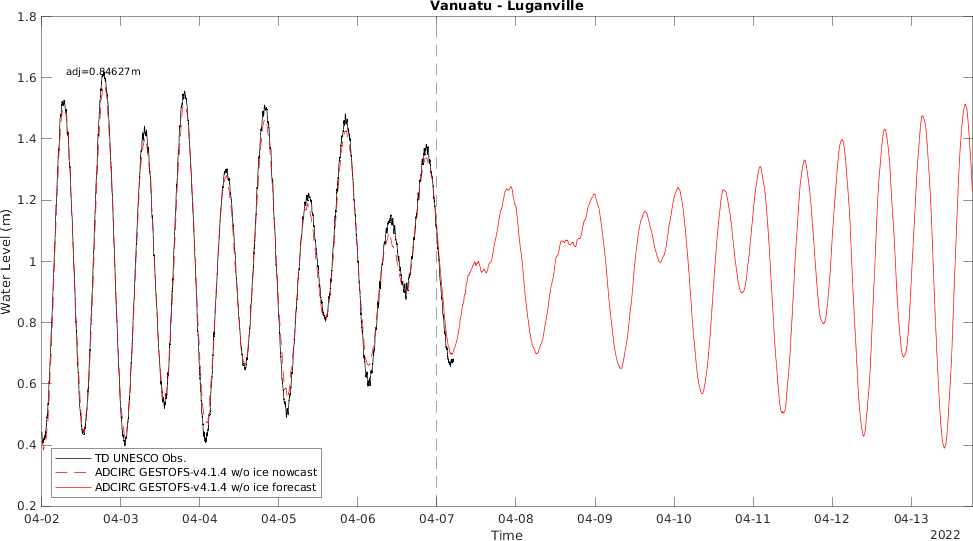 Vanuatu - Luganville
1.8
adj=0.84627m
1.6
1.4
1.2
1
0.8
0.6
0.4
0.2
Water Level (m)
TD UNESCO Obs.
ADCIRC GESTOFS-v4.1.4 w/o ice nowcast
ADCIRC GESTOFS-v4.1.4 w/o ice forecast
04-02 04-03 04-04 04-05 04-06 04-07 04-08 04-09 04-10 04-11 04-12 04-13
Time
2022